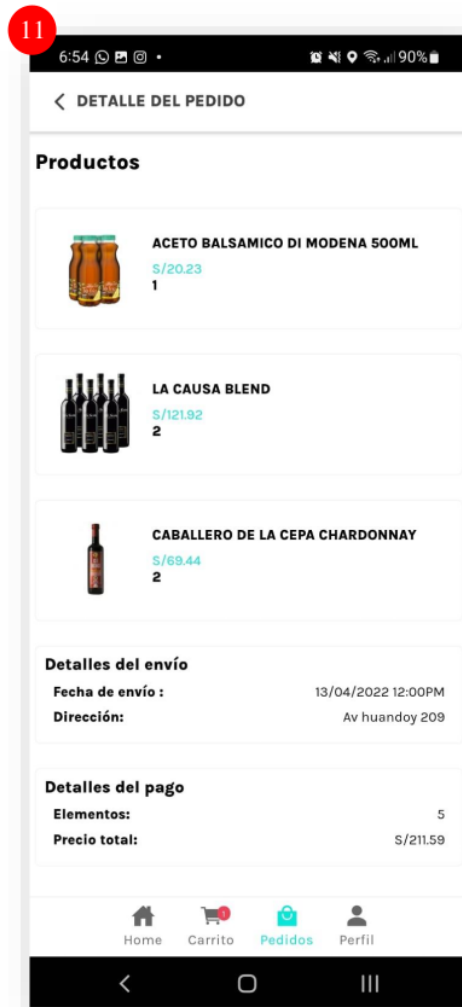 11
6:54
90%
DETALLE DEL PEDIDO
Productos
ACETO BALSAMICO DI MODENA 500ML
S/20.23
1
LA CAUSA BLEND
S/121.92
2
CABALLERO DE LA CEPA CHARDONNAY
S/69.44
2
Detalles del envío
Fecha de envío : 13/04/2022 12:00PM
Dirección: Av huandoy 209
Detalles del pago
Elementos: 5
Precio total: S/211.59
Home Carrito Pedidos Perfil